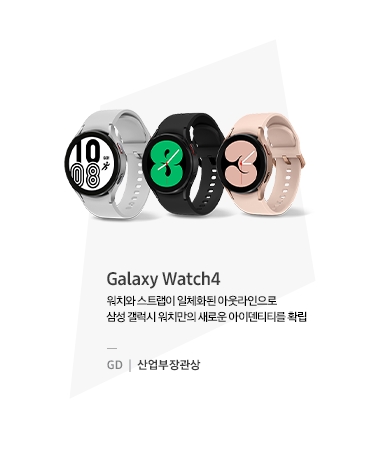 10
08
Galaxy Watch4
워치와 스트랩이 일체화된 아웃라인으로
삼성 갤럭시 워치만의 새로운 아이덴티티를 확립
GD | 산업부장관상